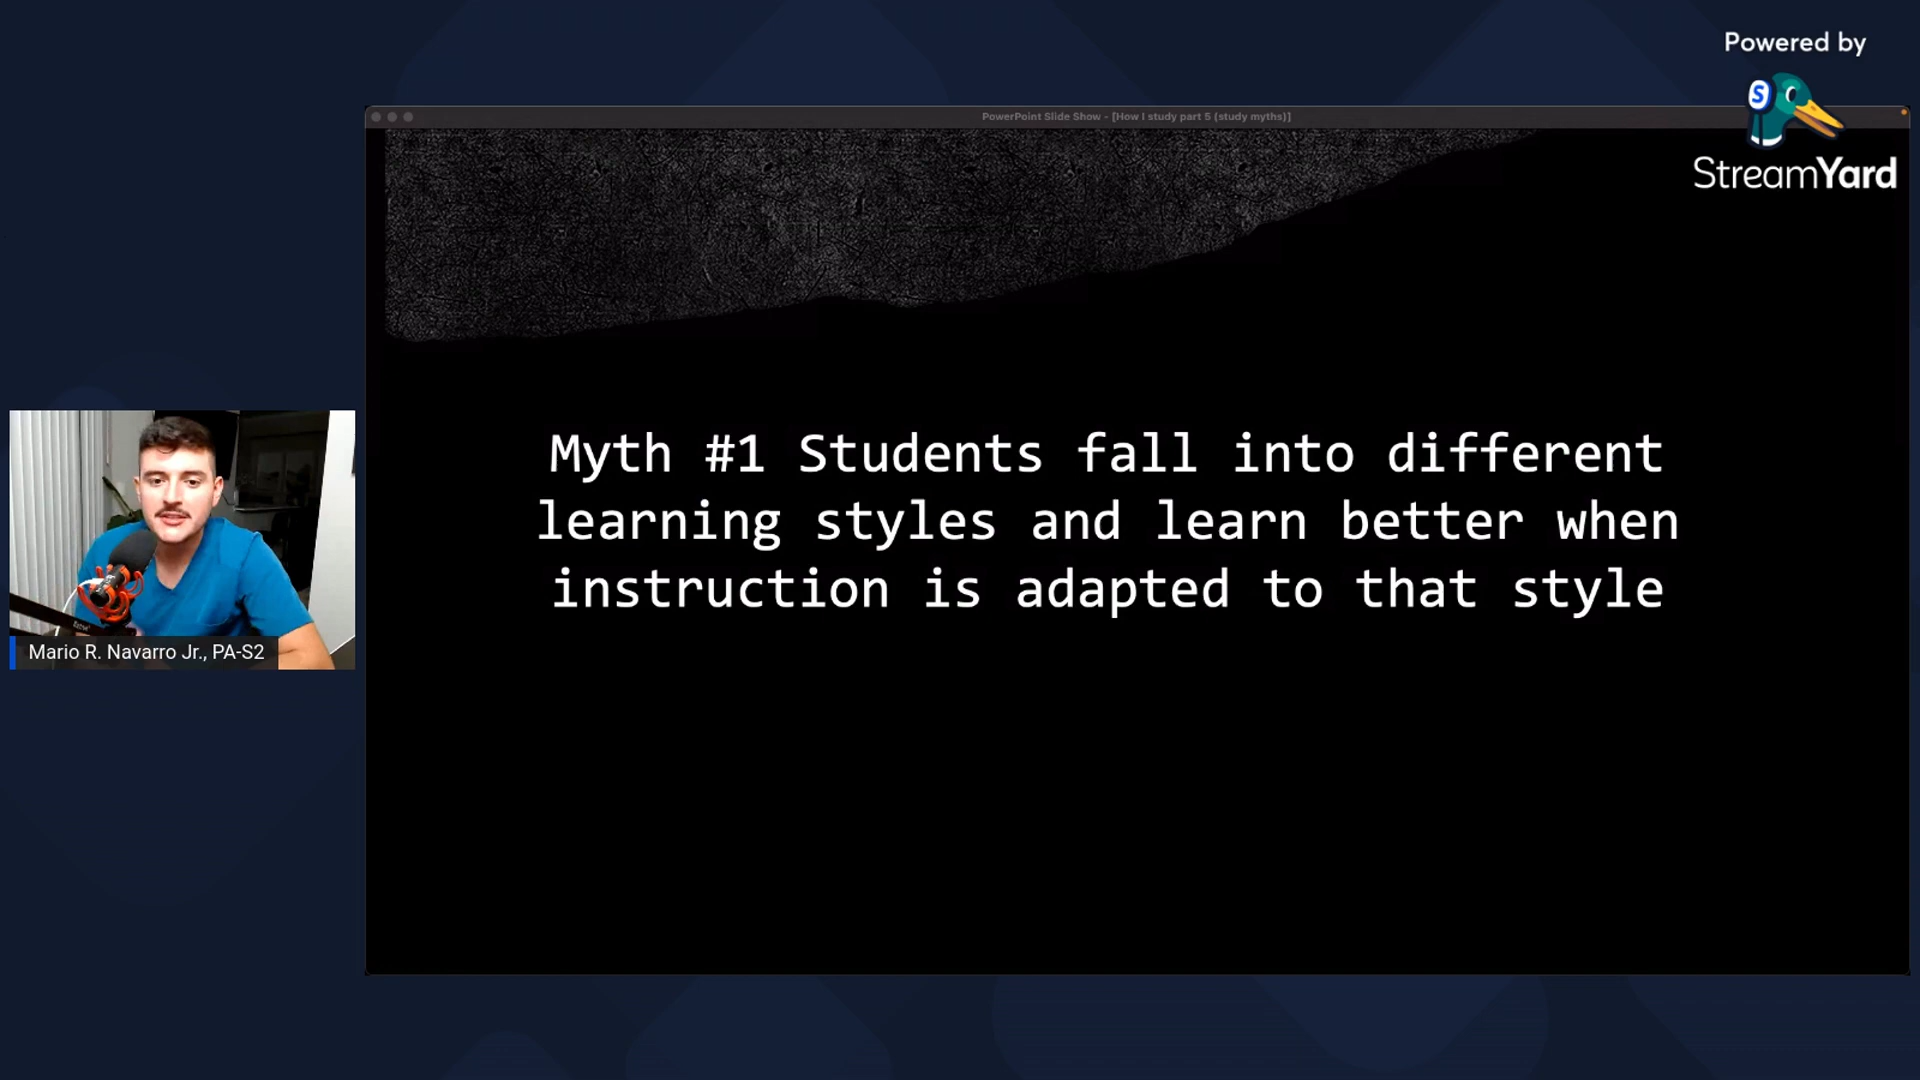 Powered by
S
StreamYard
PowerPoint Slide Show - [How I study part 5 (study myths)]
Myth #1 Students fall into different
learning styles and learn better when
instruction is adapted to that style
Mario R. Navarro Jr., PA-S2